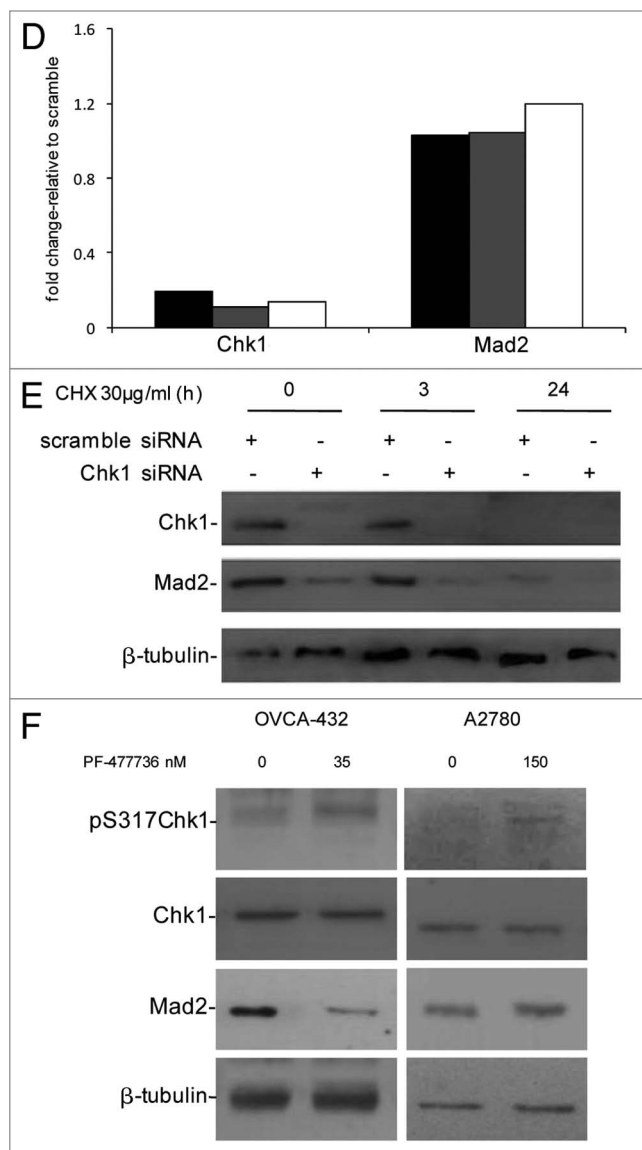 D
fold change-relative to scramble
1.6
1.2
0.8
0.4
0
Chk1 Mad2
E
CHX 30µg/ml (h) 0 3 24
scramble siRNA + - + - + -
Chk1 siRNA - + - + - +
Chk1-
Mad2-
β-tubulin-
F
OVCA-432 A2780
PF-477736 nM 0 35 0 150
pS317Chk1-
Chk1-
Mad2-
β-tubulin-